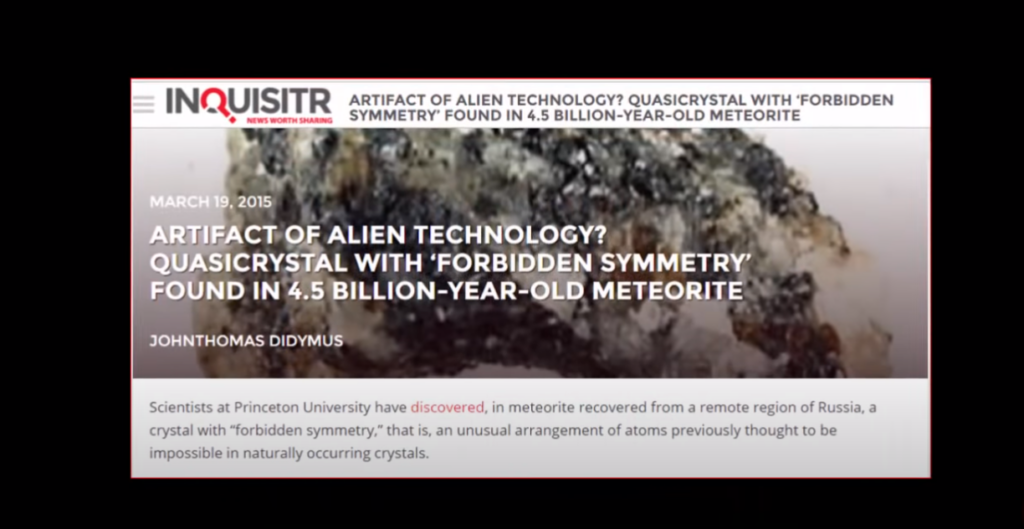 INQUISITR
NEWS WORTH SHARING
ARTIFACT OF ALIEN TECHNOLOGY? QUASICRYSTAL WITH ‘FORBIDDEN
SYMMETRY’ FOUND IN 4.5 BILLION-YEAR-OLD METEORITE
MARCH 19, 2015
ARTIFACT OF ALIEN TECHNOLOGY?
QUASICRYSTAL WITH ‘FORBIDDEN SYMMETRY’
FOUND IN 4.5 BILLION-YEAR-OLD METEORITE
JOHNTHOMAS DIDYMUS
Scientists at Princeton University have discovered, in meteorite recovered from a remote region of Russia, a
crystal with “forbidden symmetry,” that is, an unusual arrangement of atoms previously thought to be
impossible in naturally occurring crystals.